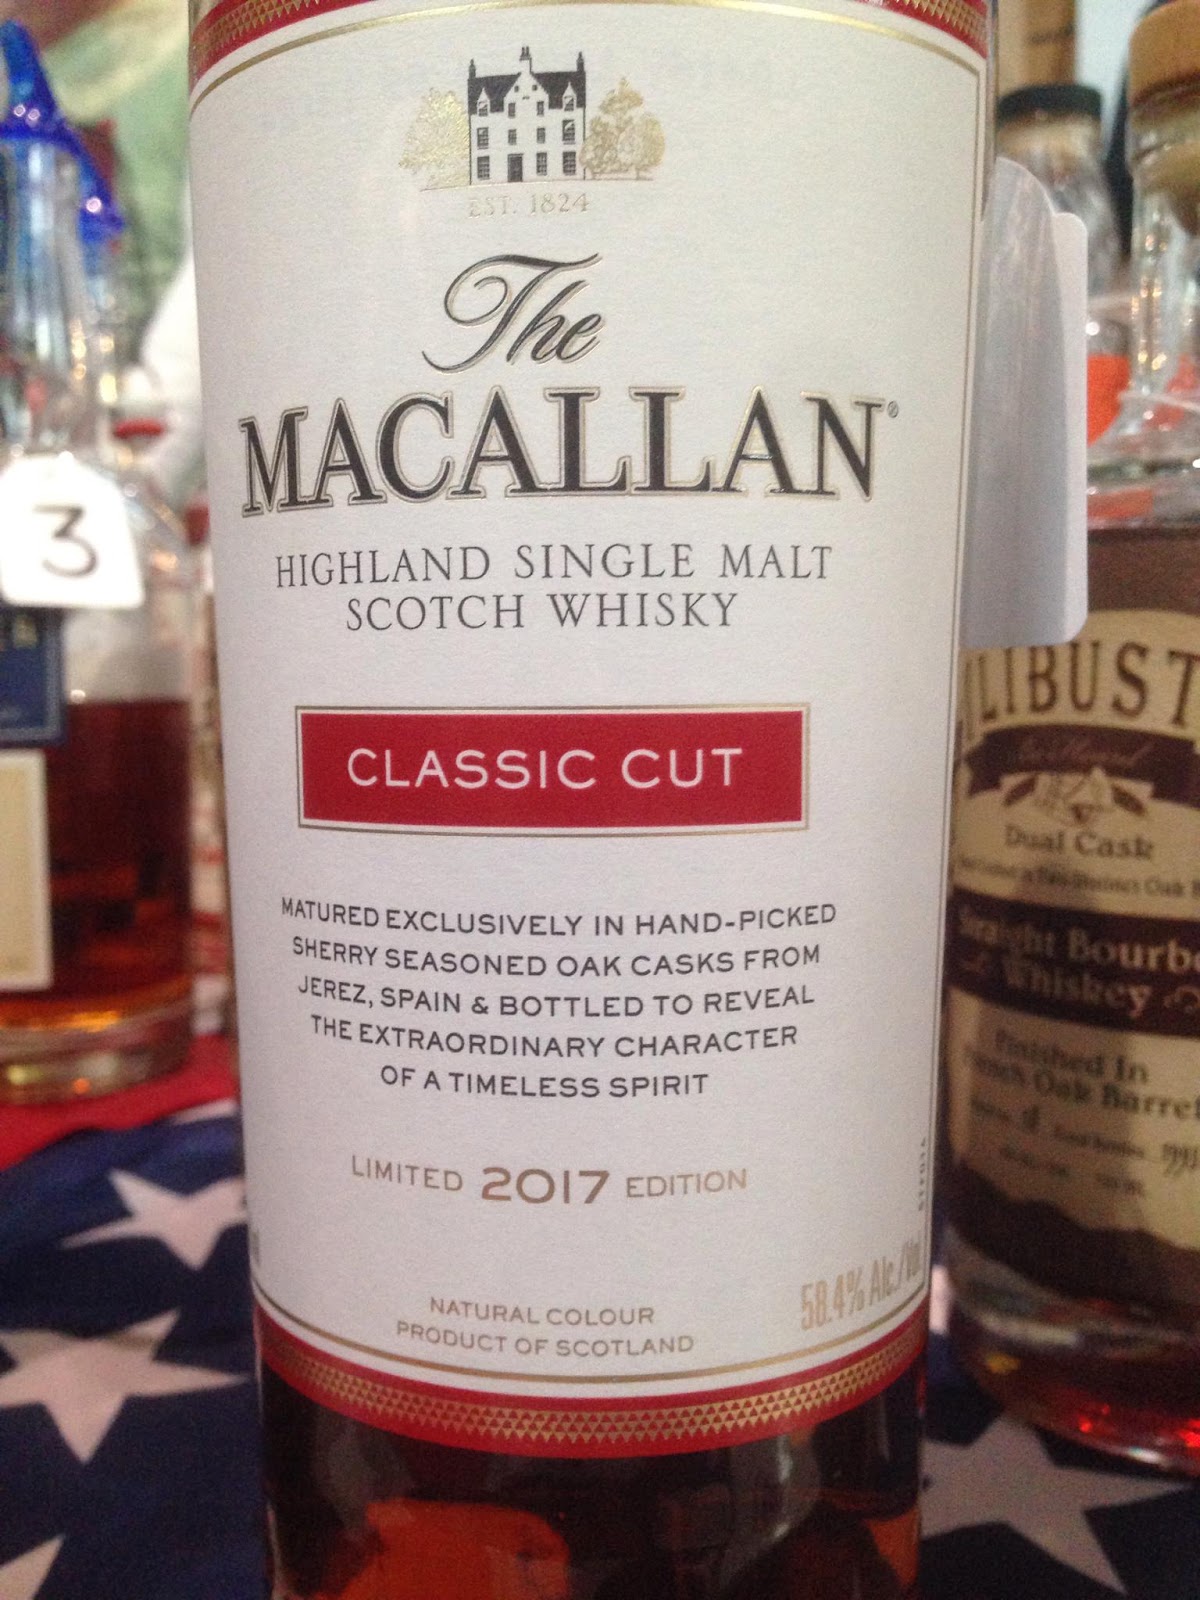 EST. 1824
The
MACALLAN®
HIGHLAND SINGLE MALT
SCOTCH WHISKY
CLASSIC CUT
MATURED EXCLUSIVELY IN HAND-PICKED
SHERRY SEASONED OAK CASKS FROM
JEREZ, SPAIN & BOTTLED TO REVEAL
THE EXTRAORDINARY CHARACTER
OF A TIMELESS SPIRIT
LIMITED 2017 EDITION
58.4% Alc./Vol.
NATURAL COLOUR
PRODUCT OF SCOTLAND
3
ILIBUST
Dual Cask
Straight Bourbo
Whiskey
Finished In
Oak Barrel